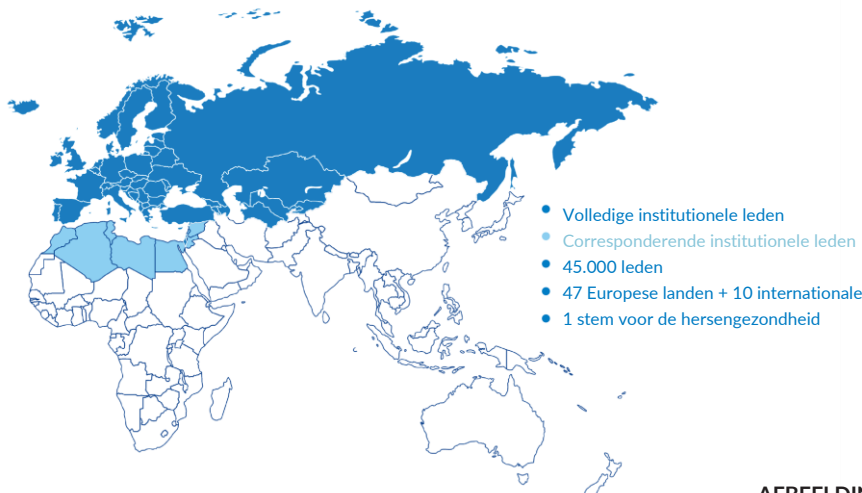 Volledige institutionele leden
Corresponderende institutionele leden
45.000 leden
47 Europese landen + 10 internationale
1 stem voor de hersengezondheid